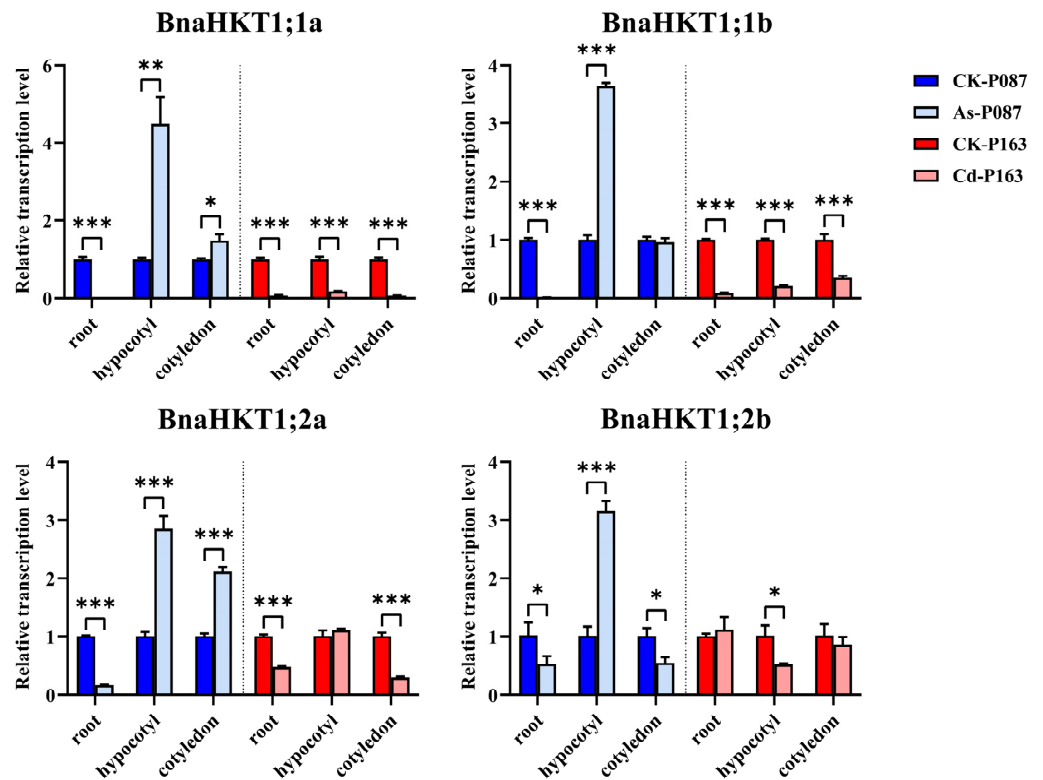 BnaHKT1;1a
Relative transcription level
6
4
2
0
***
**
*
***
***
***
root
hypocotyl
cotyledon
root
hypocotyl
cotyledon
BnaHKT1;1b
Relative transcription level
4
3
2
1
0
***
***
***
***
***
root
hypocotyl
cotyledon
root
hypocotyl
cotyledon
CK-P087
As-P087
CK-P163
Cd-P163
BnaHKT1;2a
Relative transcription level
4
3
2
1
0
***
***
***
***
***
root
hypocotyl
cotyledon
root
hypocotyl
cotyledon
BnaHKT1;2b
Relative transcription level
4
3
2
1
0
*
***
*
*
root
hypocotyl
cotyledon
root
hypocotyl
cotyledon